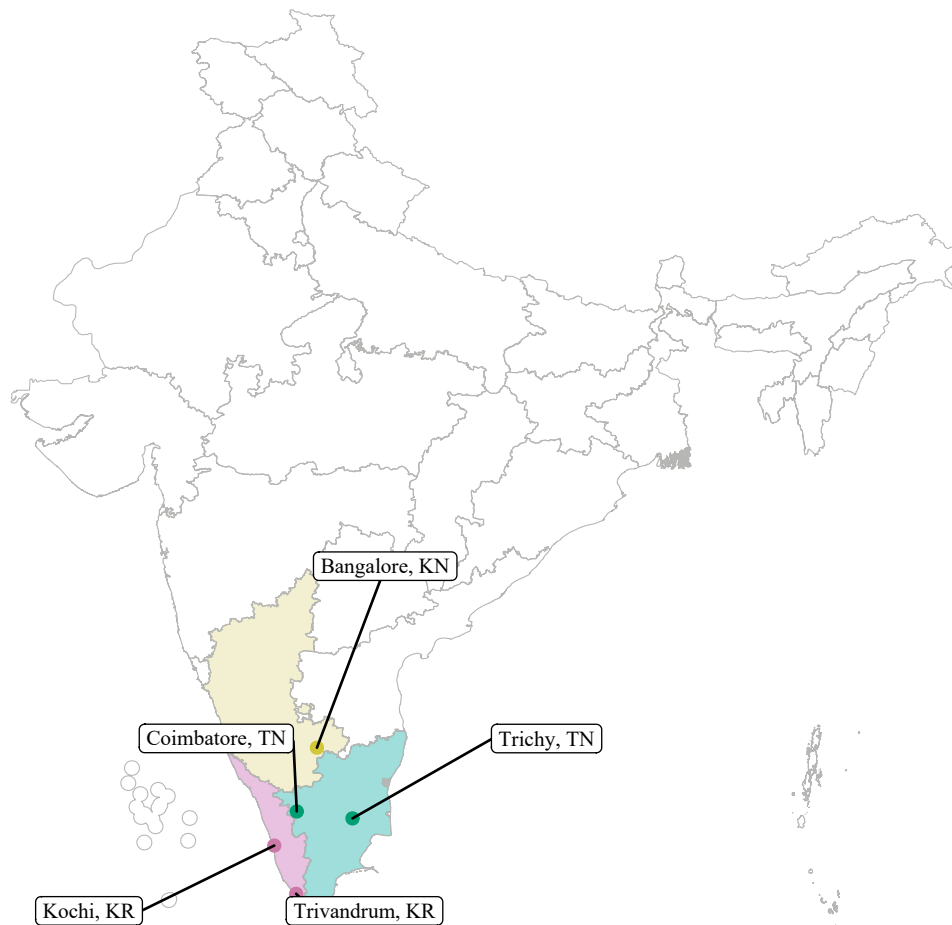 Bangalore, KN
Coimbatore, TN
Trichy, TN
Kochi, KR
Trivandrum, KR